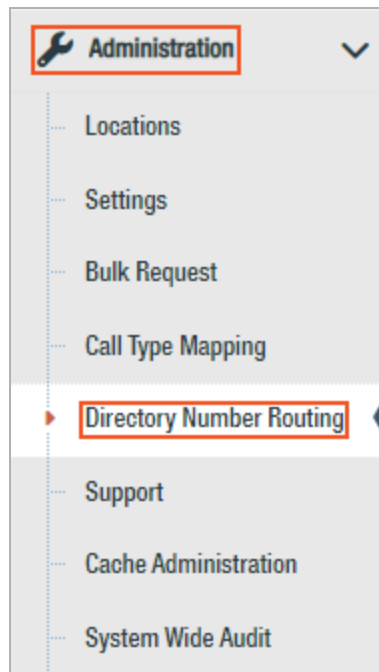 Administration
Locations
Settings
Bulk Request
Call Type Mapping
Directory Number Routing
Support
Cache Administration
System Wide Audit